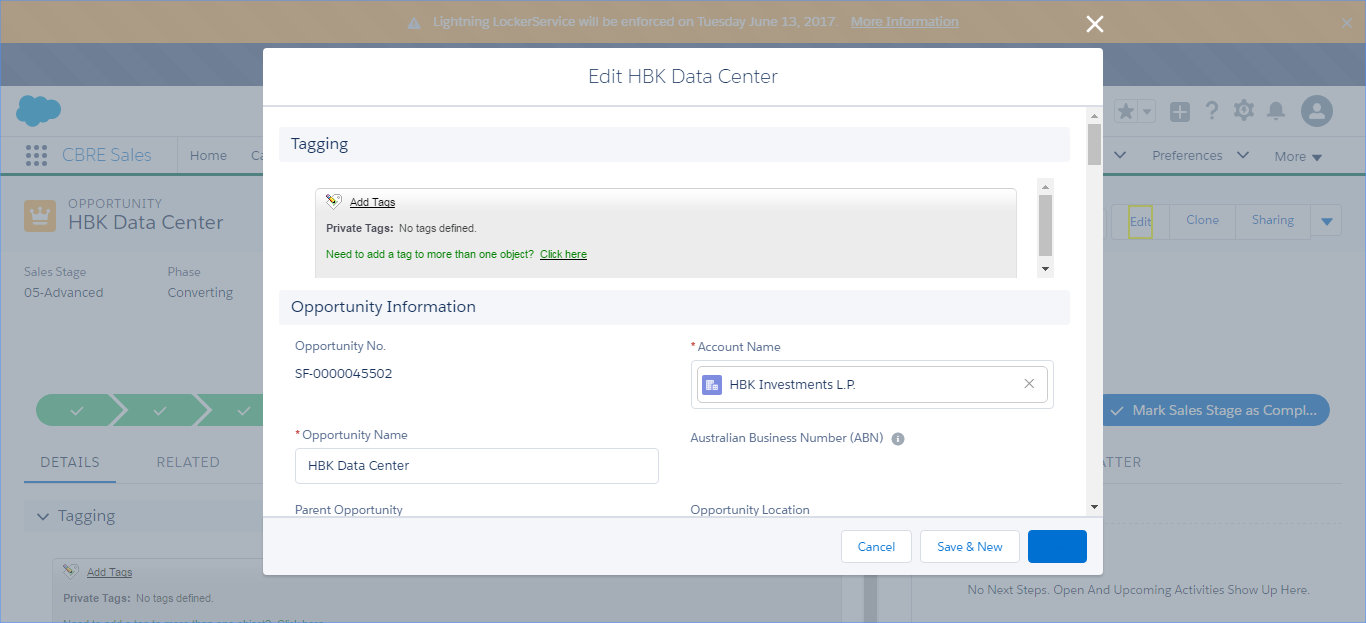 Lightning LockerService will be enforced on Tuesday June 13, 2017. More Information
Edit HBK Data Center
CBRE Sales
Home
Preferences
More
OPPORTUNITY
HBK Data Center
Edit
Clone
Sharing
Sales Stage
05-Advanced
Phase
Converting
Tagging
Add Tags
Private Tags: No tags defined.
Need to add a tag to more than one object? Click here
Opportunity Information
Opportunity No.
SF-0000045502
* Account Name
HBK Investments L.P.
* Opportunity Name
HBK Data Center
Australian Business Number (ABN)
Parent Opportunity
Opportunity Location
Mark Sales Stage as Compl...
DETAILS
RELATED
Tagging
Cancel
Save & New
Add Tags
Private Tags: No tags defined.
No Next Steps. Open And Upcoming Activities Show Up Here.